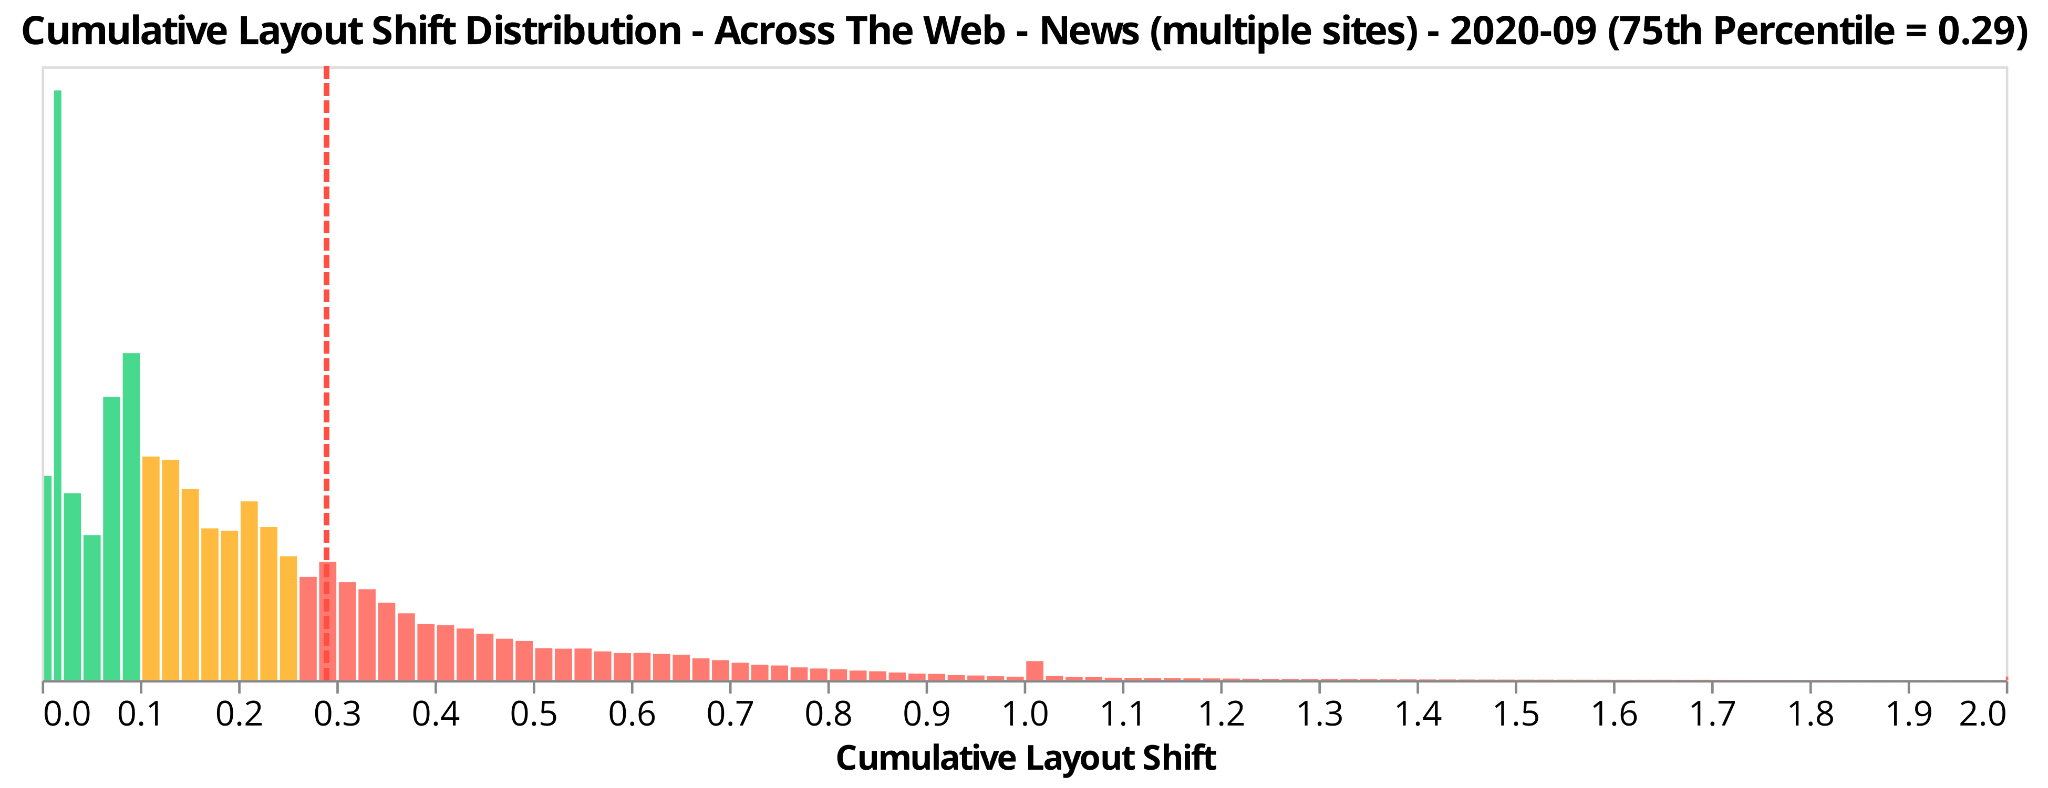 Cumulative Layout Shift Distribution - Across The Web - News (multiple sites) - 2020-09 (75th Percentile = 0.29)
0.0 0.1 0.2 0.3 0.4 0.5 0.6 0.7 0.8 0.9 1.0 1.1 1.2 1.3 1.4 1.5 1.6 1.7 1.8 1.9 2.0
Cumulative Layout Shift